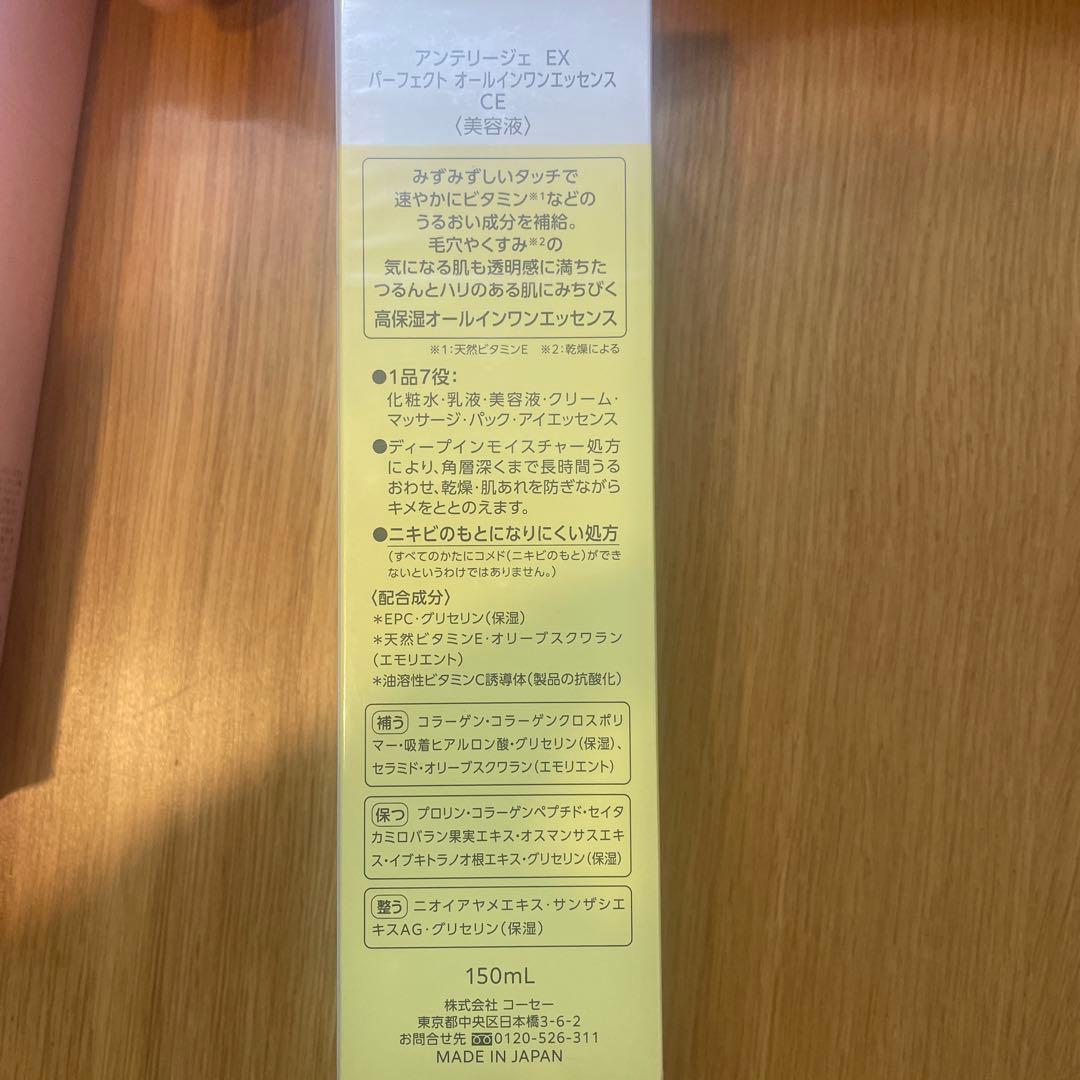 アンテリージェ EX
パーフェクト オールインワンエッセンス
CE
〈美容液〉
みずみずしいタッチで
速やかにビタミン※1などの
うるおい成分を補給。
毛穴やくすみ※2の
気になる肌も透明感に満ちた
つるんとハリのある肌にみちびく
高保湿オールインワンエッセンス
※1:天然ビタミンE ※2:乾燥による
●1品7役:
化粧水・乳液・美容液・クリーム・
マッサージ・パック・アイエッセンス
●ディープインモイスチャー処方
により、角層深くまで長時間うる
おわせ、乾燥・肌あれを防ぎながら
キメをととのえます。
●ニキビのもとになりにくい処方
(すべてのかたにコメド(ニキビのもと)ができ
ないというわけではありません。)
〈配合成分〉
*EPC・グリセリン(保湿)
*天然ビタミンE・オリーブスクワラン
(エモリエント)
*油溶性ビタミンC誘導体(製品の抗酸化)
補う コラーゲン・コラーゲンクロスポリ
マー・吸着ヒアルロン酸・グリセリン(保湿)、
セラミド・オリーブスクワラン(エモリエント)
保つ プロリン・コラーゲンペプチド・セイタ
カミロバラン果実エキス・オスマンサスエキ
ス・イブキトラノオ根エキス・グリセリン(保湿)
整う ニオイアヤメエキス・サンザシエ
キスAG・グリセリン(保湿)
150mL
株式会社 コーセー
東京都中央区日本橋3-6-2
お問合せ先 0120-526-311
MADE IN JAPAN